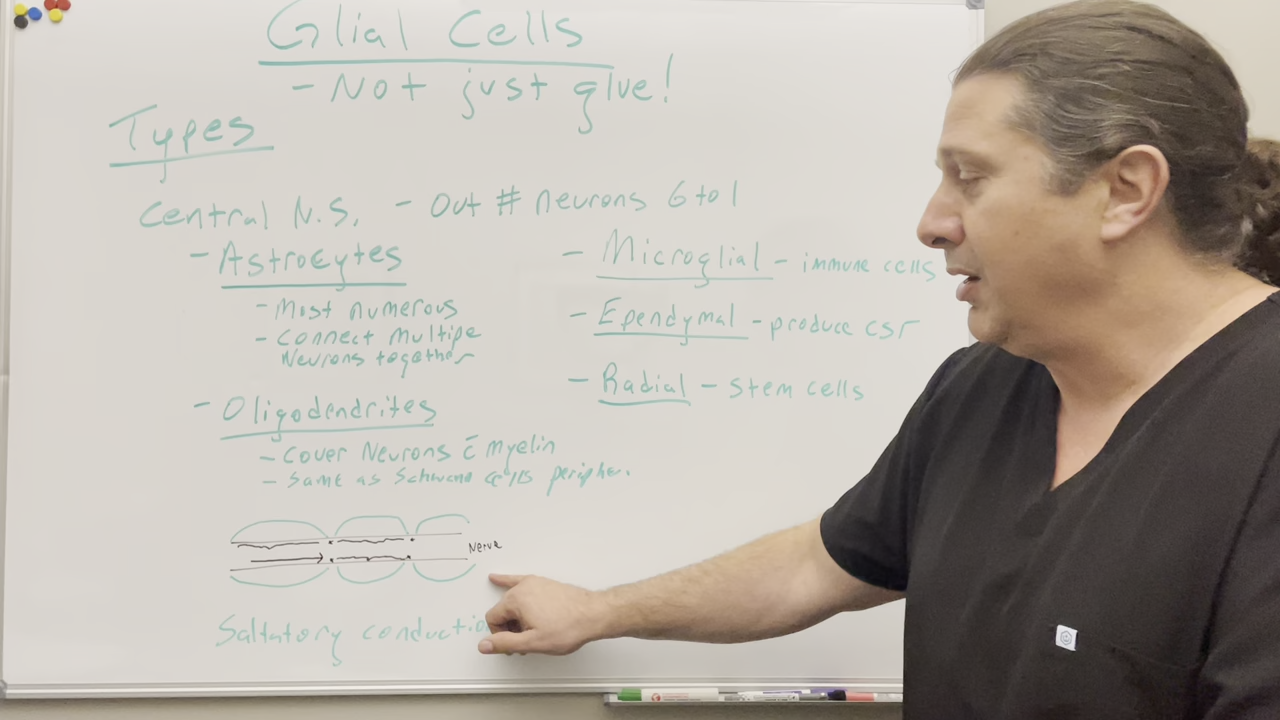 Glial Cells
- Not just glue!
Types
Central N.S. - Out # neurons 6 to 1
- Astrocytes
- Most numerous
- Connect Multipe
Neurons together
- Oligodendrites
- Cover Neurons c̄ myelin
- Same as Schwann cells peripher.
- Microglial - immune cells
- Ependymal - produce CSF
- Radial - Stem cells
Nerve
Saltatory conductio